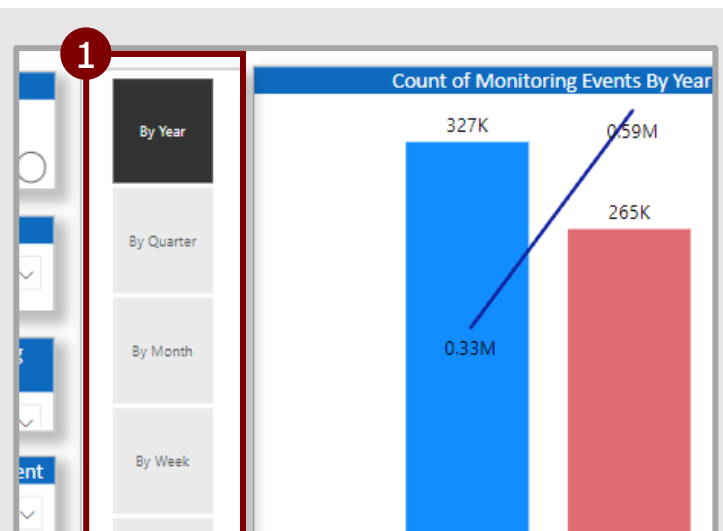 1
Count of Monitoring Events By Year
By Year
327K
0.59M
265K
By Quarter
By Month
0.33M
By Week